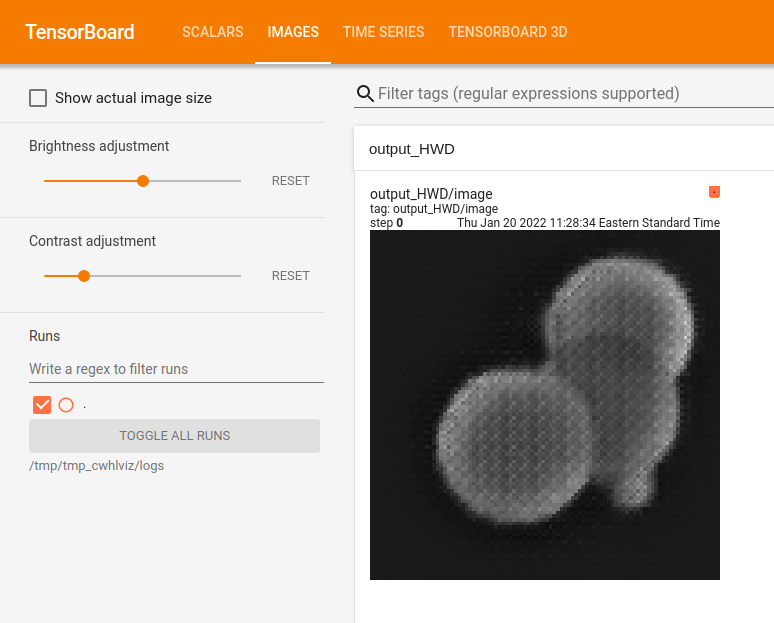 TensorBoard SCALARS IMAGES TIME SERIES TENSORBOARD 3D
Show actual image size
Brightness adjustment
RESET
Contrast adjustment
RESET
Runs
Write a regex to filter runs
.
TOGGLE ALL RUNS
/tmp/tmp_cwhlviz/logs
Filter tags (regular expressions supported)
output_HWD
output_HWD/image
tag: output_HWD/image
step 0 Thu Jan 20 2022 11:28:34 Eastern Standard Time